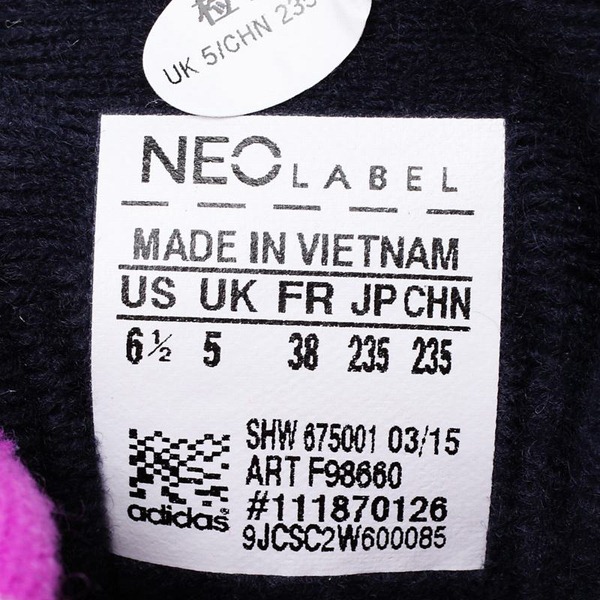 UK 5/CHN 235
NEO LABEL
MADE IN VIETNAM
US UK FR JP CHN
6½ 5 38 235 235
SHW 675001 03/15
ART F98660
#111870126
adidas
9JCSC2W600085